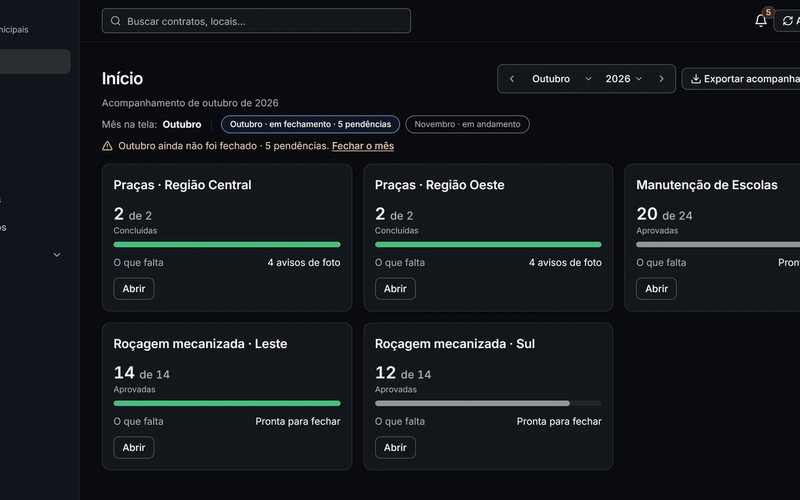 Buscar contratos, locais...
5
nicipais
Início
Outubro
2026
Exportar acompanha
Acompanhamento de outubro de 2026
Mês na tela: Outubro
Outubro · em fechamento · 5 pendências
Novembro · em andamento
Outubro ainda não foi fechado · 5 pendências. Fechar o mês
Praças · Região Central
2 de 2
Concluídas
O que falta
4 avisos de foto
Abrir
Praças · Região Oeste
2 de 2
Concluídas
O que falta
4 avisos de foto
Abrir
Manutenção de Escolas
20 de 24
Aprovadas
O que falta
Pron
Abrir
Roçagem mecanizada · Leste
14 de 14
Aprovadas
O que falta
Pronta para fechar
Abrir
Roçagem mecanizada · Sul
12 de 14
Aprovadas
O que falta
Pronta para fechar
Abrir